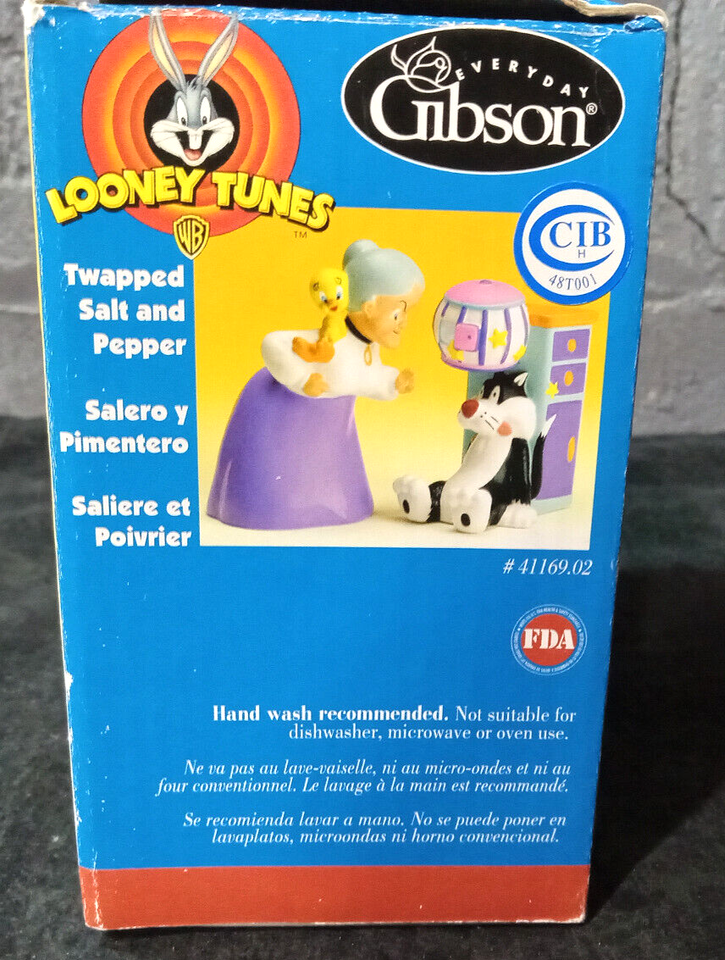 LOONEY TUNES
WB
TM
EVERYDAY
Gibson®
CIB
H
48T001
Twapped
Salt and
Pepper
Salero y
Pimentero
Saliere et
Poivrier
# 41169.02
FDA
Hand wash recommended. Not suitable for
dishwasher, microwave or oven use.
Ne va pas au lave-vaiselle, ni au micro-ondes et ni au
four conventionnel. Le lavage à la main est recommandé.
Se recomienda lavar a mano. No se puede poner en
lavaplatos, microondas ni horno convencional.